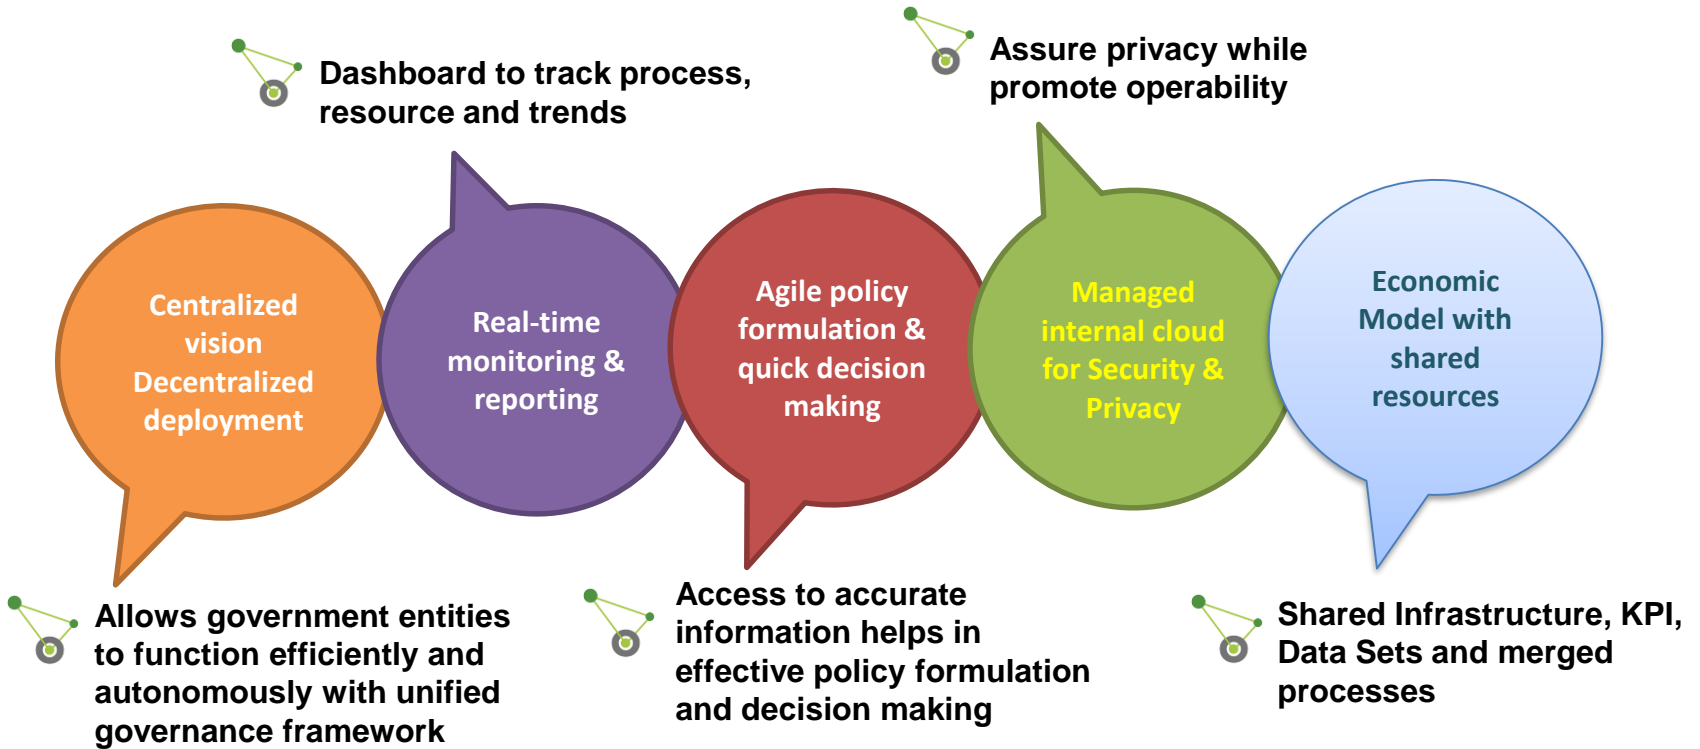 Dashboard to track process,
resource and trends
Assure privacy while
promote operability
Centralized
vision
Decentralized
deployment
Real-time
monitoring &
reporting
Agile policy
formulation &
quick decision
making
Managed
internal cloud
for Security &
Privacy
Economic
Model with
shared
resources
Allows government entities
to function efficiently and
autonomously with unified
governance framework
Access to accurate
information helps in
effective policy formulation
and decision making
Shared Infrastructure, KPI,
Data Sets and merged
processes